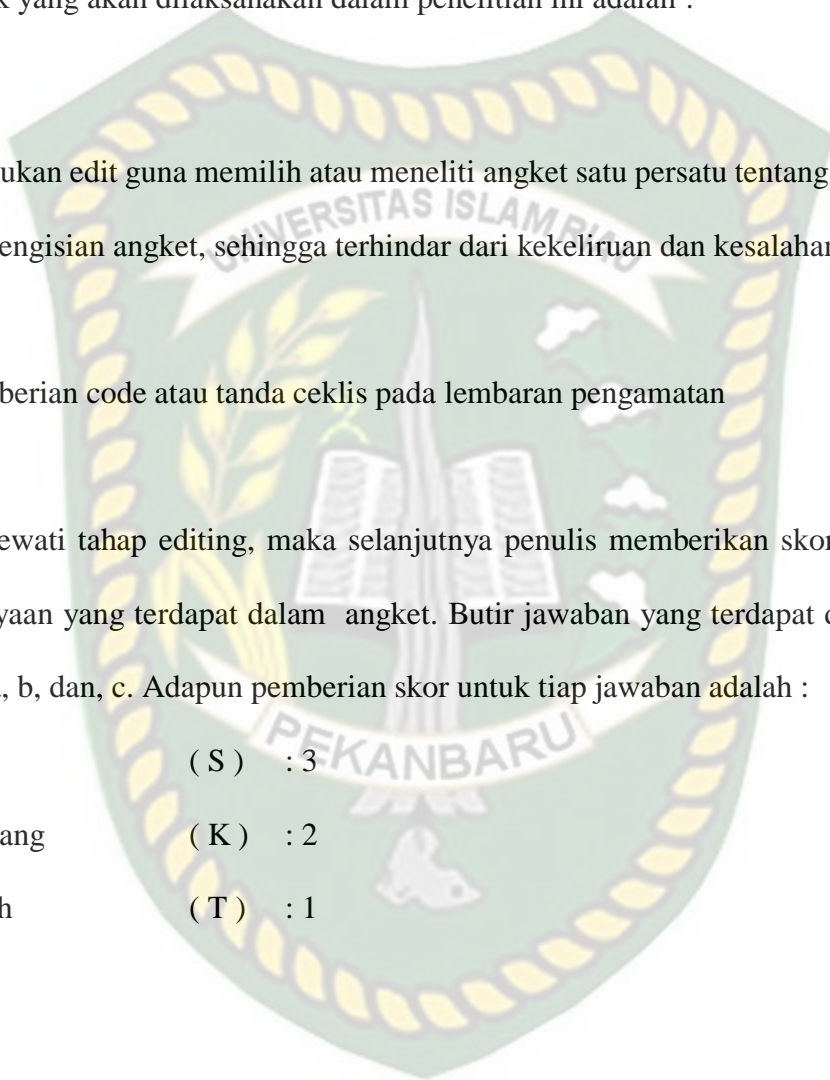 yang akan dilaksanakan dalam penelitian ini adalah :
ukan edit guna memilih atau meneliti angket satu persatu tentang
UNIVERSITAS ISLAM RIAU
engisian angket, sehingga terhindar dari kekeliruan dan kesalahan
berian code atau tanda ceklis pada lembaran pengamatan
ewati tahap editing, maka selanjutnya penulis memberikan skor
yaan yang terdapat dalam angket. Butir jawaban yang terdapat
, b, dan, c. Adapun pemberian skor untuk tiap jawaban adalah :
PEKANBARU
( S ) : 3
ang ( K ) : 2
h ( T ) : 1